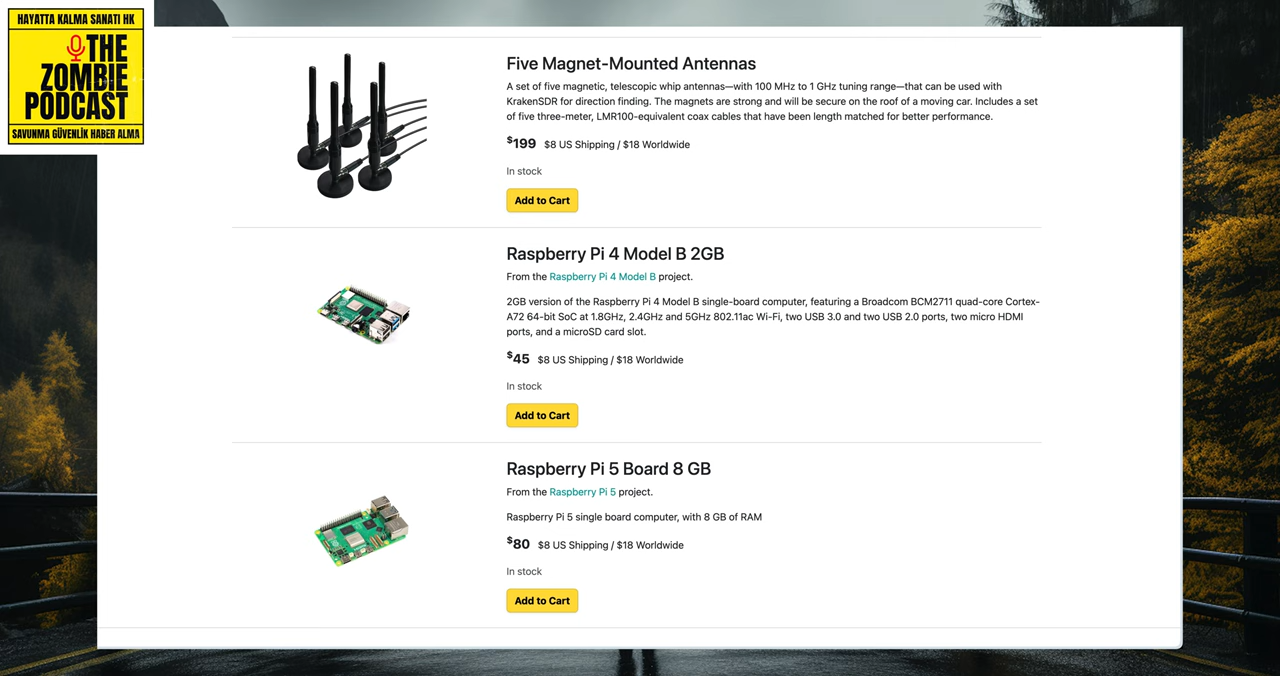 HAYATTA KALMA SANATI HK
THE
ZOMBIE
PODCAST
SAVUNMA GÜVENLİK HABER ALMA
Five Magnet-Mounted Antennas
A set of five magnetic, telescopic whip antennas—with 100 MHz to 1 GHz tuning range—that can be used with
KrakenSDR for direction finding. The magnets are strong and will be secure on the roof of a moving car. Includes a set
of five three-meter, LMR100-equivalent coax cables that have been length matched for better performance.
$199 $8 US Shipping / $18 Worldwide
In stock
Add to Cart
Raspberry Pi 4 Model B 2GB
From the Raspberry Pi 4 Model B project.
2GB version of the Raspberry Pi 4 Model B single-board computer, featuring a Broadcom BCM2711 quad-core Cortex-
A72 64-bit SoC at 1.8GHz, 2.4GHz and 5GHz 802.11ac Wi-Fi, two USB 3.0 and two USB 2.0 ports, two micro HDMI
ports, and a microSD card slot.
$45 $8 US Shipping / $18 Worldwide
In stock
Add to Cart
Raspberry Pi 5 Board 8 GB
From the Raspberry Pi 5 project.
Raspberry Pi 5 single board computer, with 8 GB of RAM
$80 $8 US Shipping / $18 Worldwide
In stock
Add to Cart